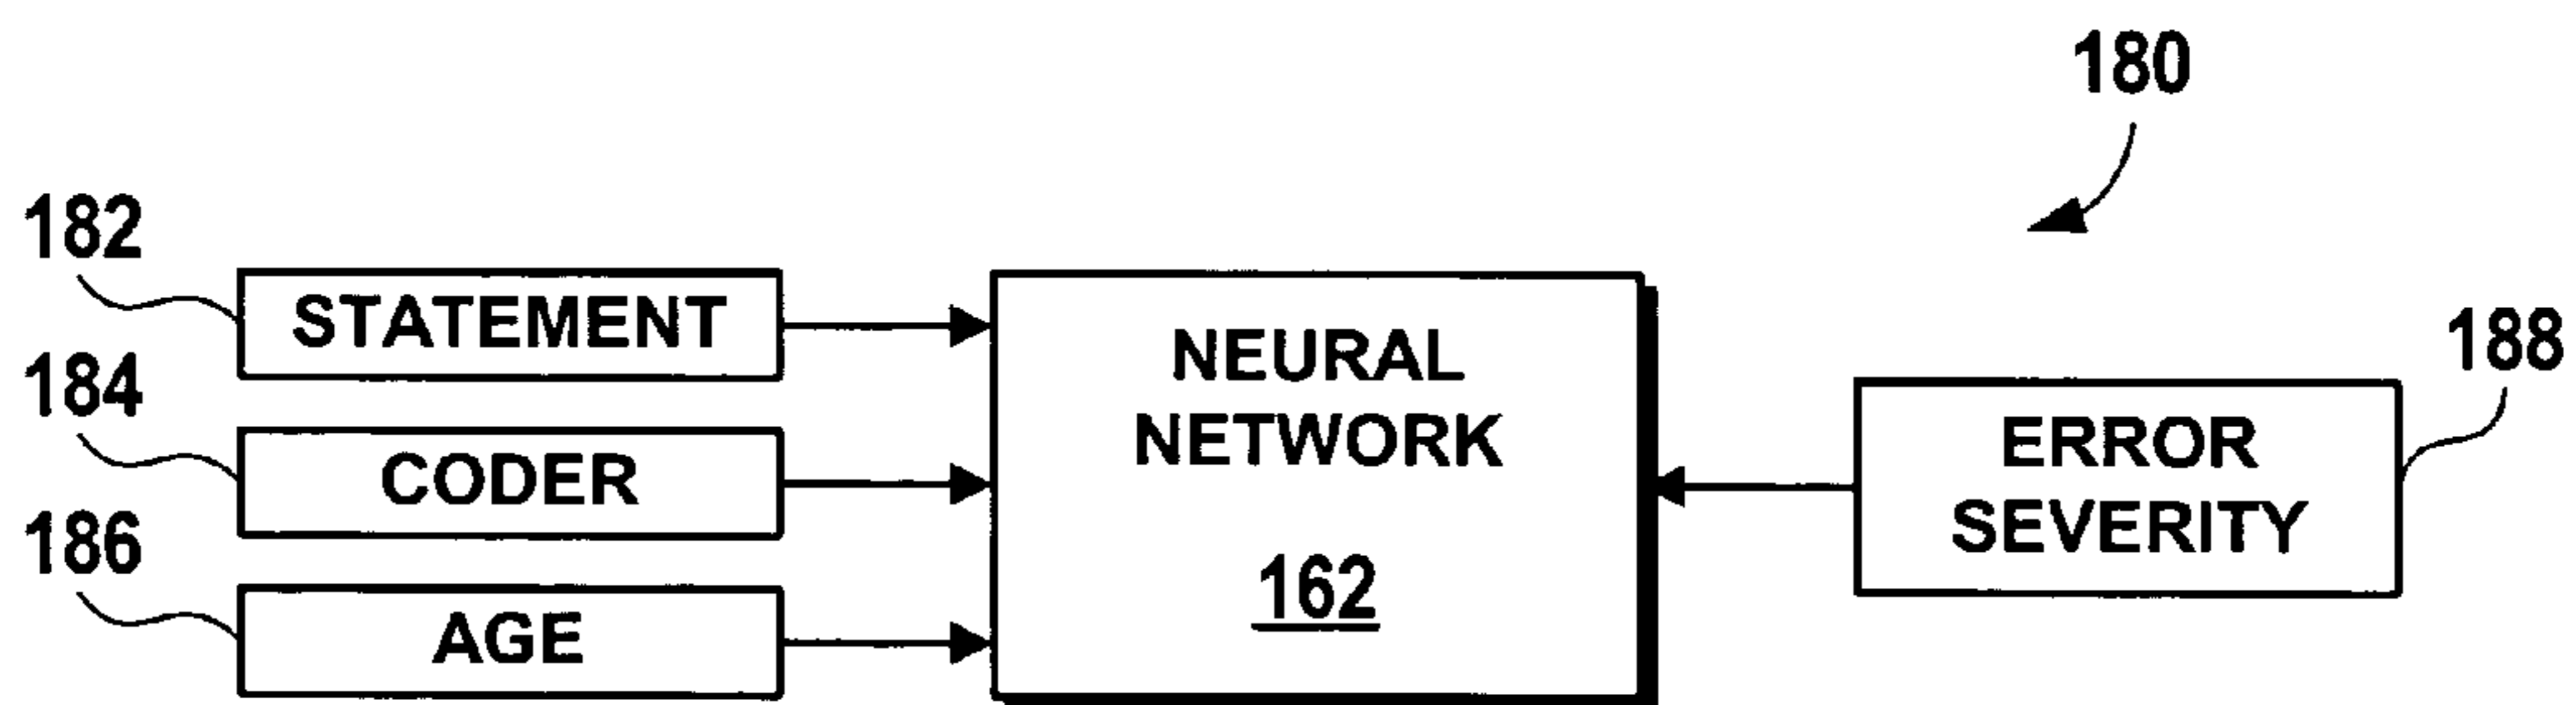 180
182
STATEMENT
184
CODER
186
AGE
NEURAL
NETWORK
162
188
ERROR
SEVERITY